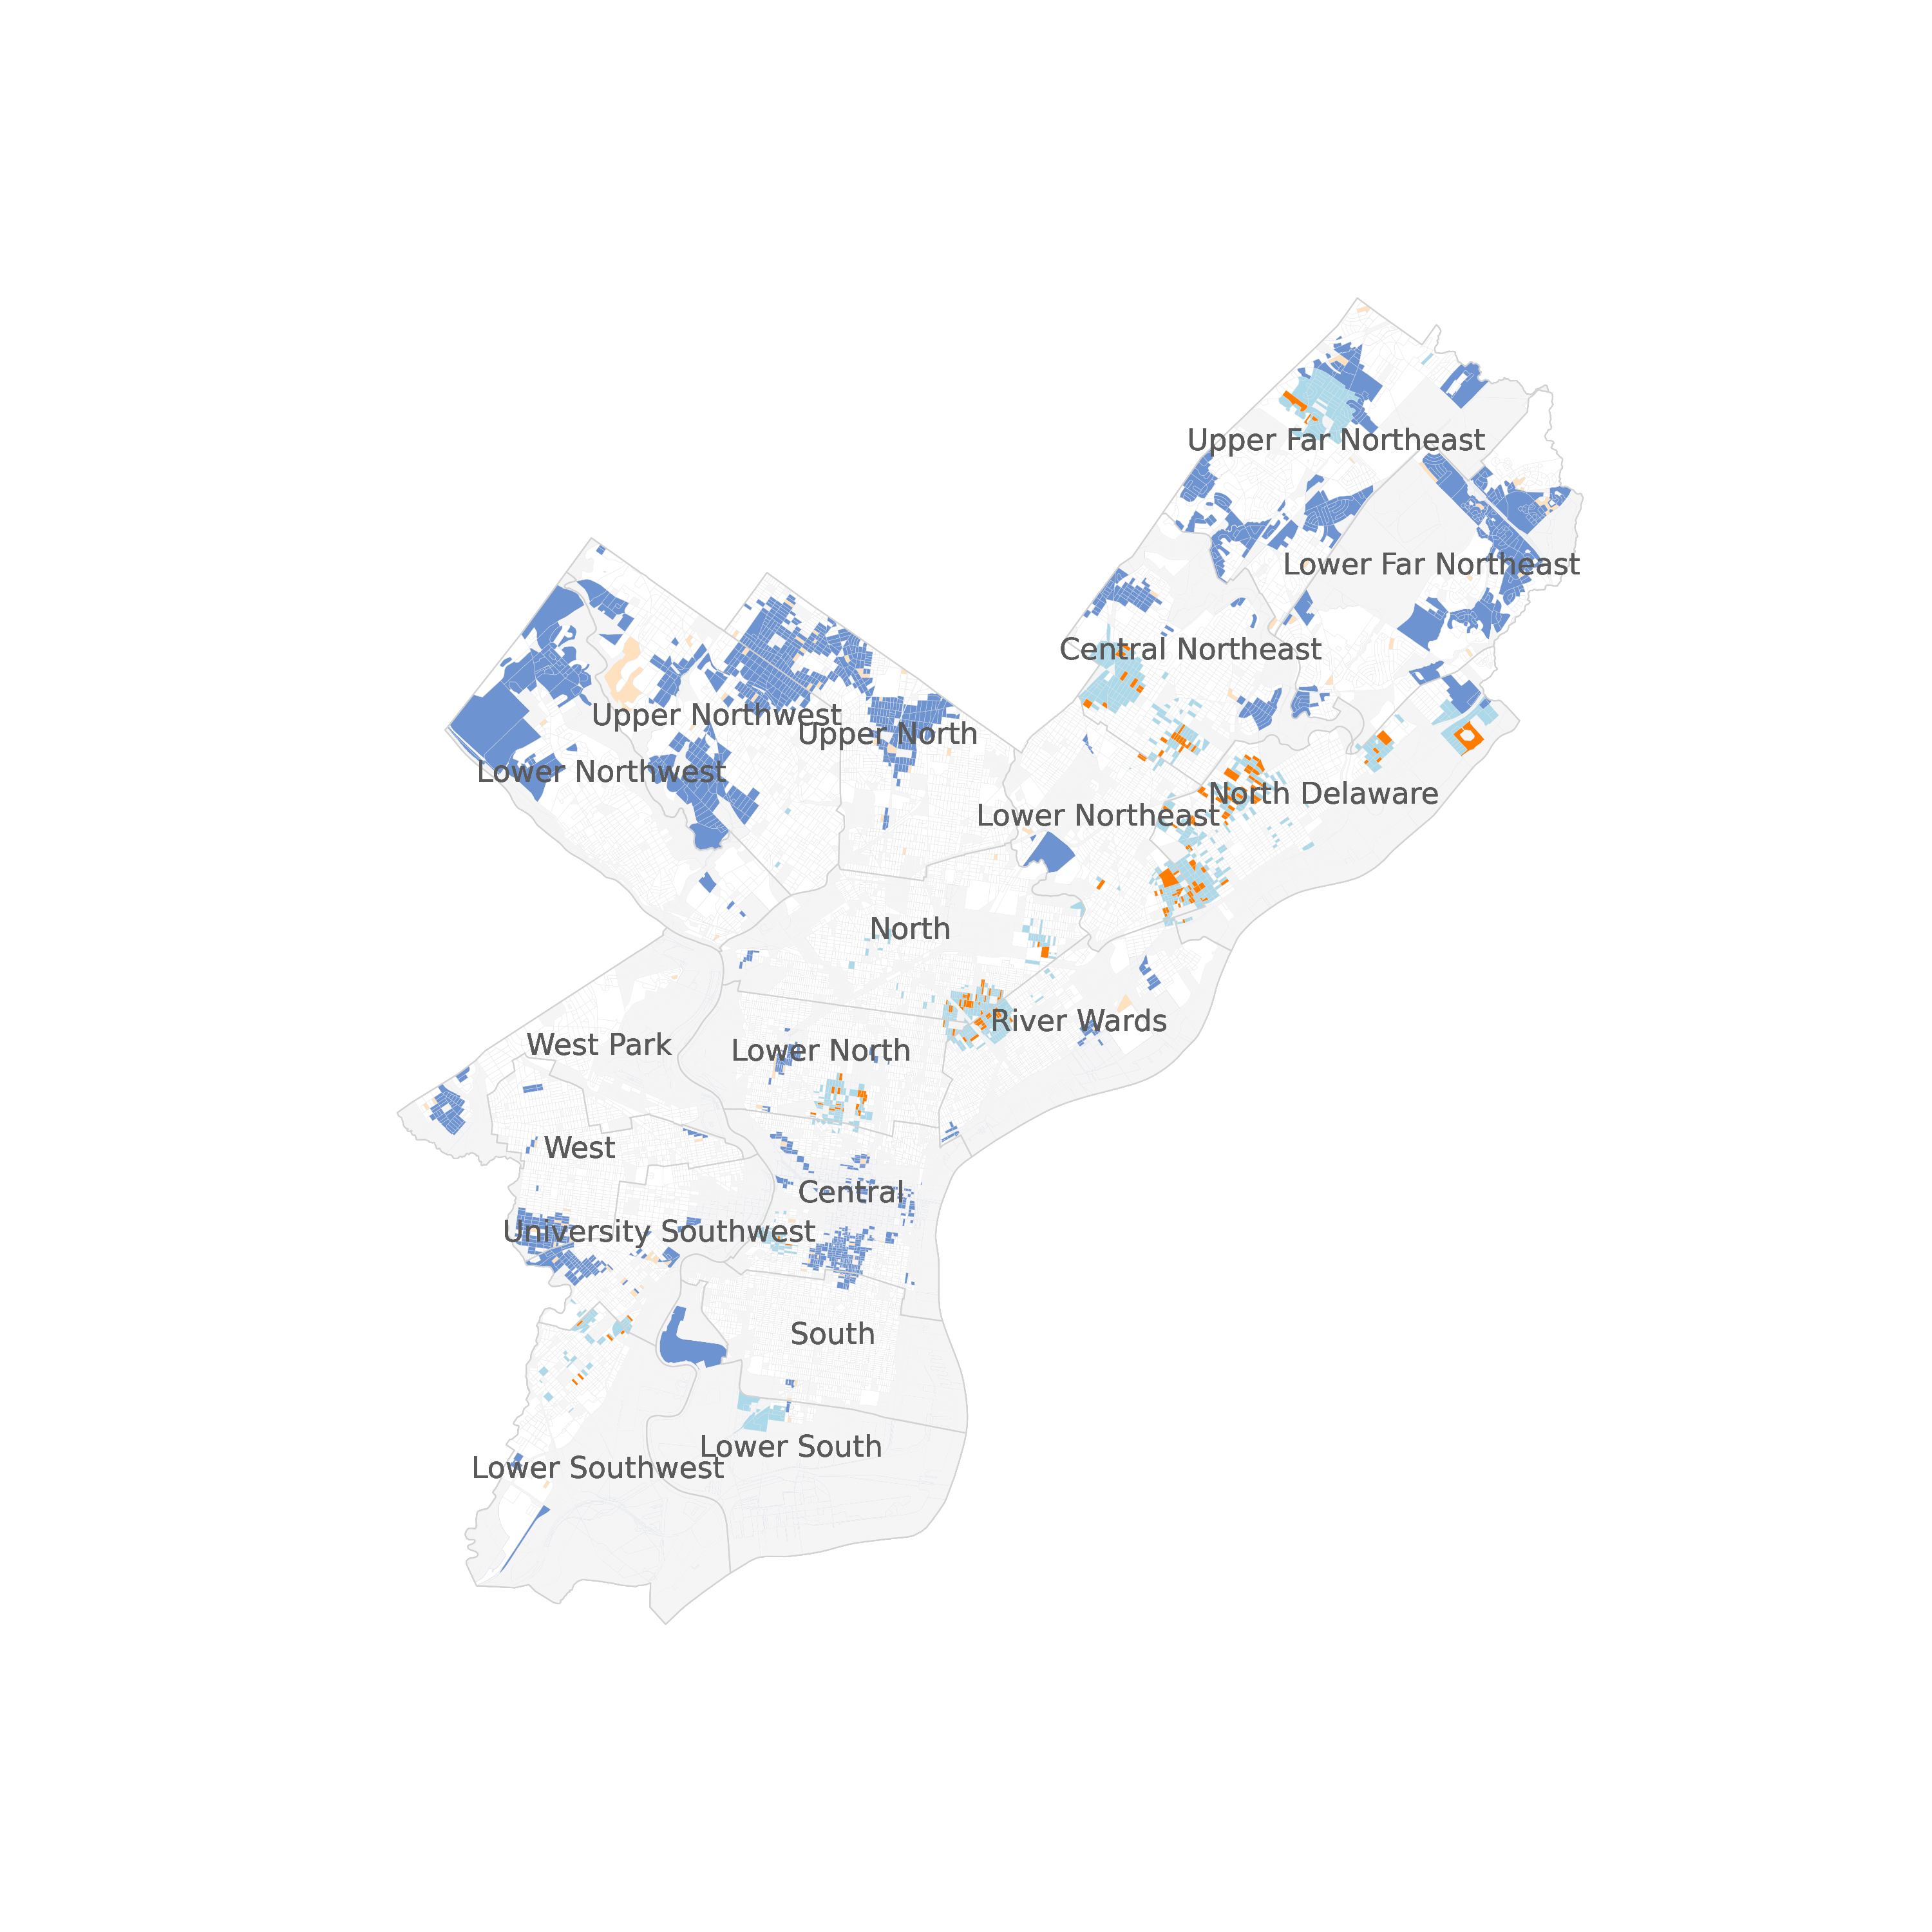 Upper Far Northeast
Lower Far Northeast
Central Northeast
Upper Northwest
Upper North
Lower Northwest
North Delaware
Lower Northeast
North
River Wards
West Park
Lower North
West
Central
University Southwest
South
Lower South
Lower Southwest